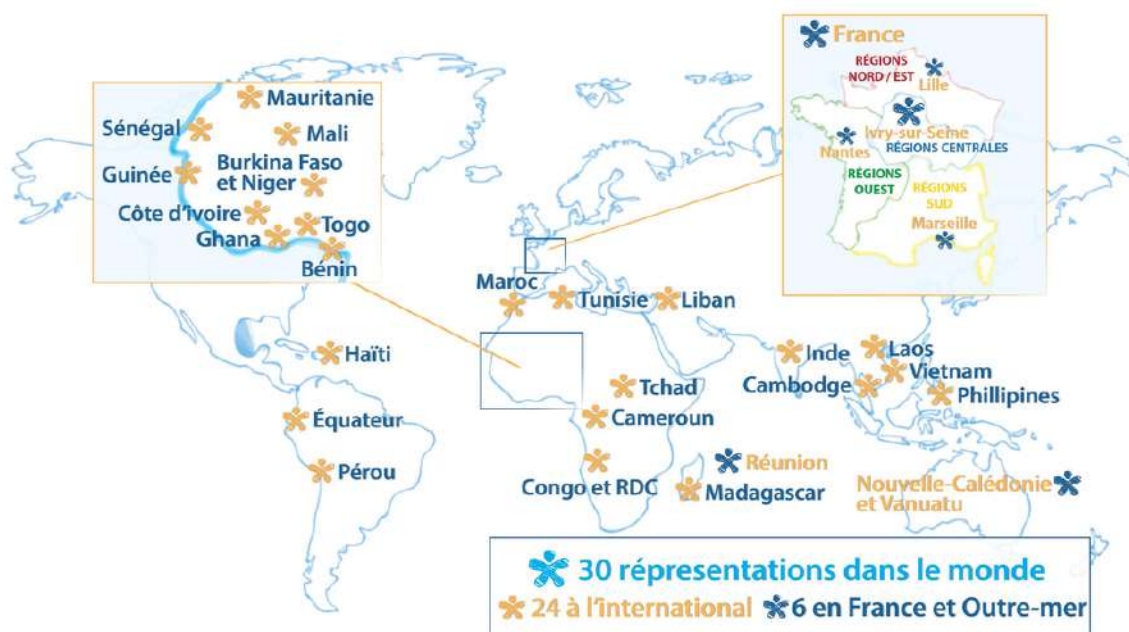 Mauritanie
Sénégal
Mali
Guinée
Burkina Faso
et Niger
Côte d'ivoire
Togo
Ghana
Bénin
France
RÉGIONS
NORD / EST
Lille
Ivry-sur-Seine
Nantes
RÉGIONS CENTRALES
RÉGIONS
OUEST
RÉGIONS
SUD
Marseille
Maroc
Tunisie
Liban
Haïti
Inde
Laos
Vietnam
Cambodge
Phillipines
Tchad
Équateur
Cameroun
Pérou
Congo et RDC
Réunion
Madagascar
Nouvelle-Calédonie
et Vanuatu
30 réprésentations dans le monde
24 à l'international 6 en France et Outre-mer